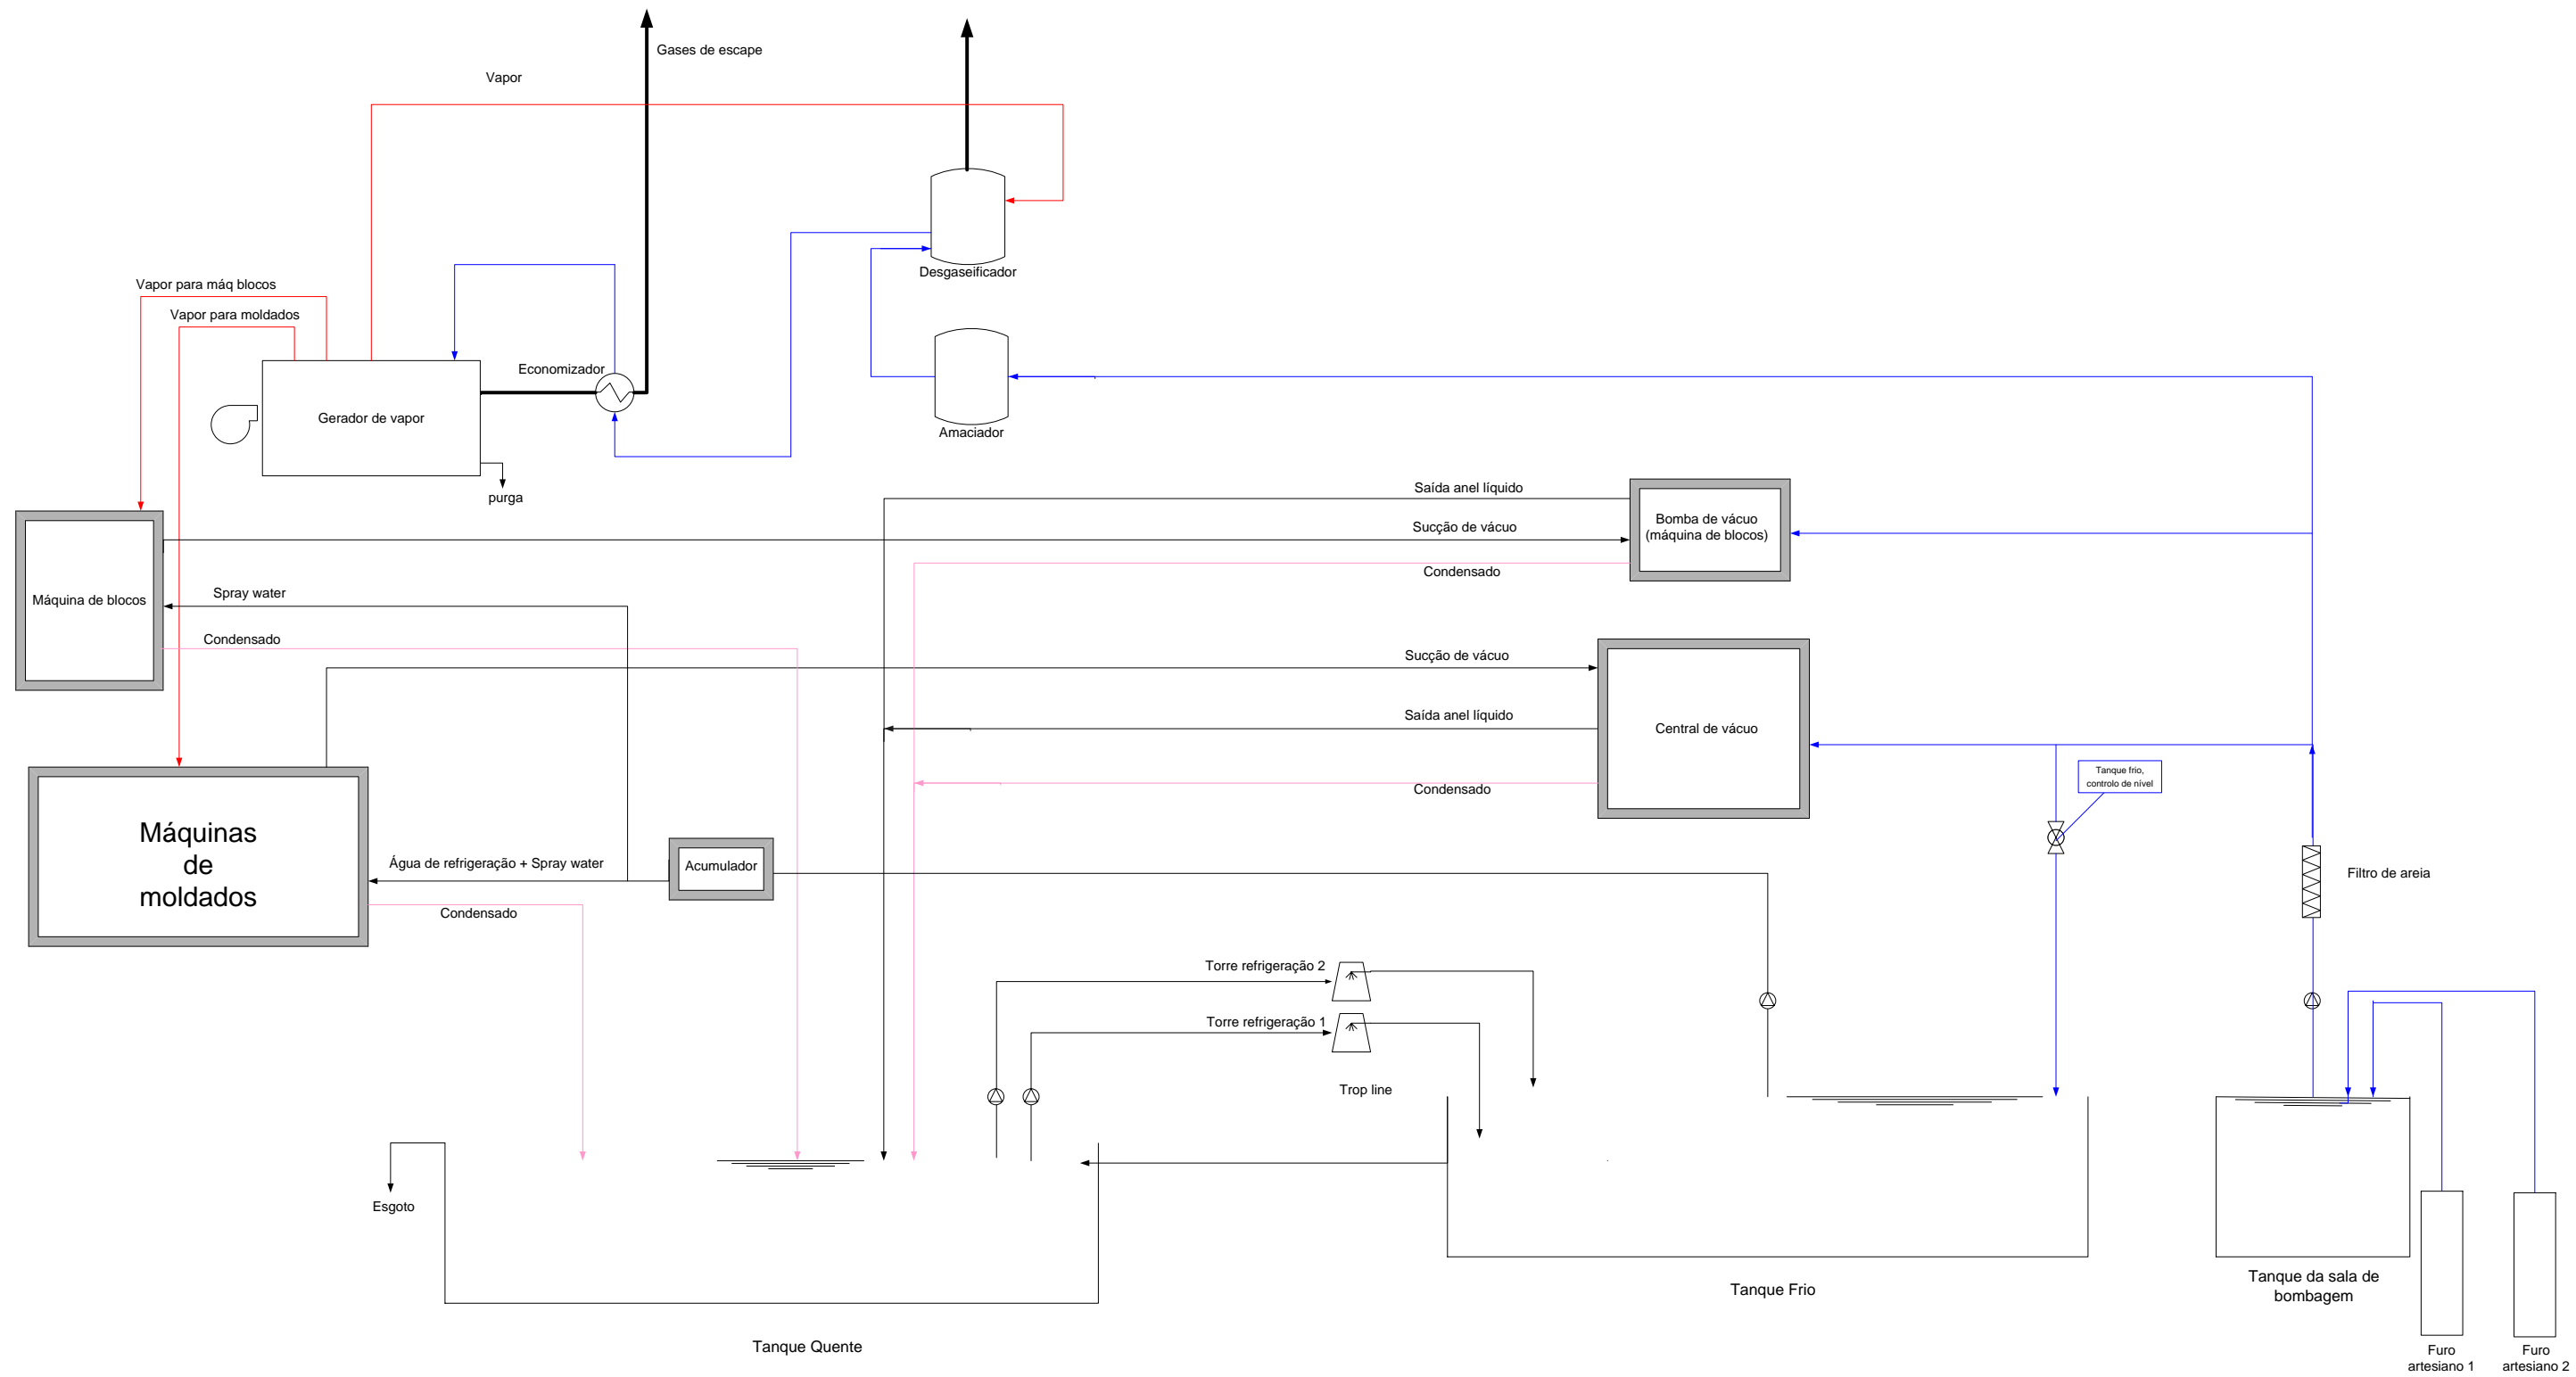 Gases de escape
Vapor
Desgaseificador
Vapor para máq blocos
Vapor para moldados
Economizador
Gerador de vapor
Amaciador
purga
Saída anel líquido
Bomba de vácuo
(máquina de blocos)
Sucção de vácuo
Condensado
Máquina de blocos
Spray water
Condensado
Sucção de vácuo
Saída anel líquido
Central de vácuo
Condensado
Tanque frio,
controlo de nível
Máquinas
de
moldados
Água de refrigeração + Spray water
Acumulador
Filtro de areia
Condensado
Torre refrigeração 2
Torre refrigeração 1
Trop line
Esgoto
Tanque Frio
Tanque da sala de
bombagem
Tanque Quente
Furo
artesiano 1
Furo
artesiano 2